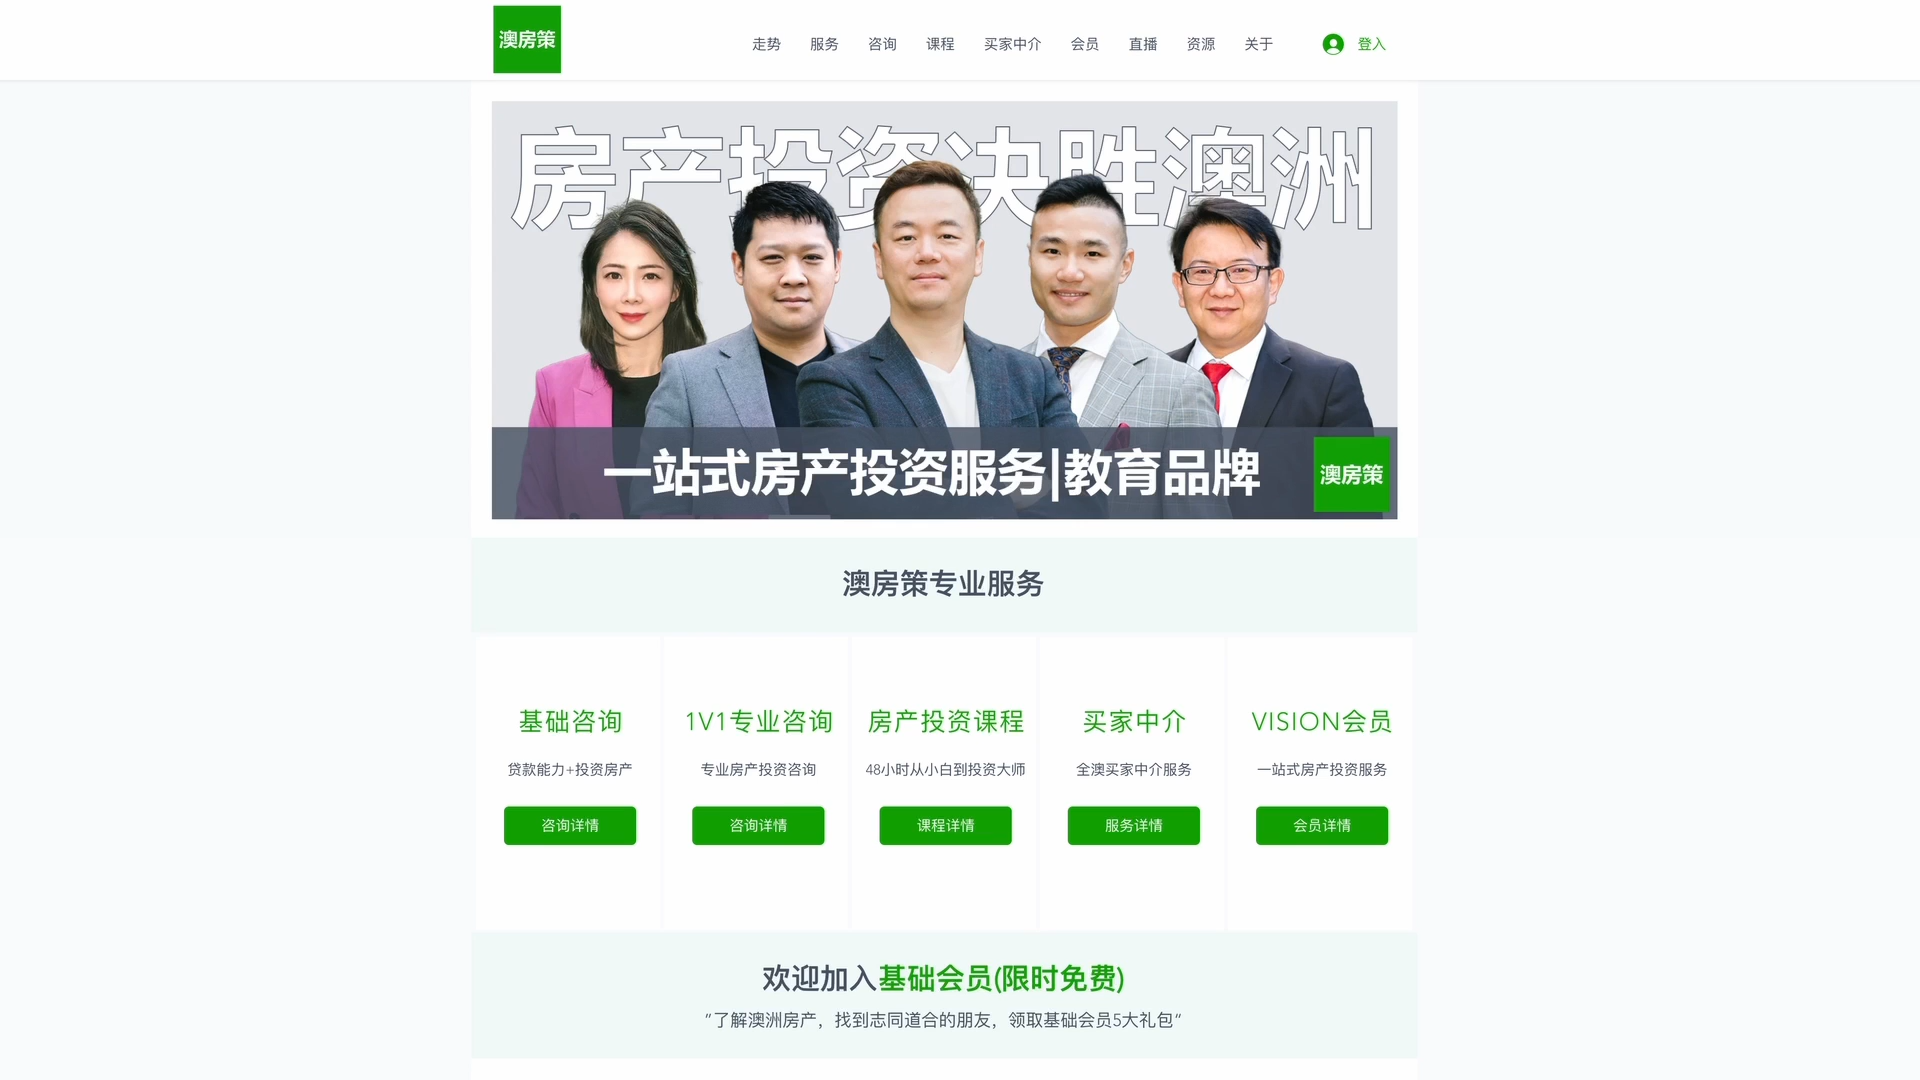 澳房策
走势 服务 咨询 课程 买家中介 会员 直播 资源 关于 登入
房产投资决胜澳洲
一站式房产投资服务|教育品牌
澳房策
澳房策专业服务
基础咨询
贷款能力+投资房产
咨询详情
1V1专业咨询
专业房产投资咨询
咨询详情
房产投资课程
48小时从小白到投资大师
课程详情
买家中介
全澳买家中介服务
服务详情
VISION会员
一站式房产投资服务
会员详情
欢迎加入基础会员(限时免费)
“了解澳洲房产，找到志同道合的朋友，领取基础会员5大礼包“